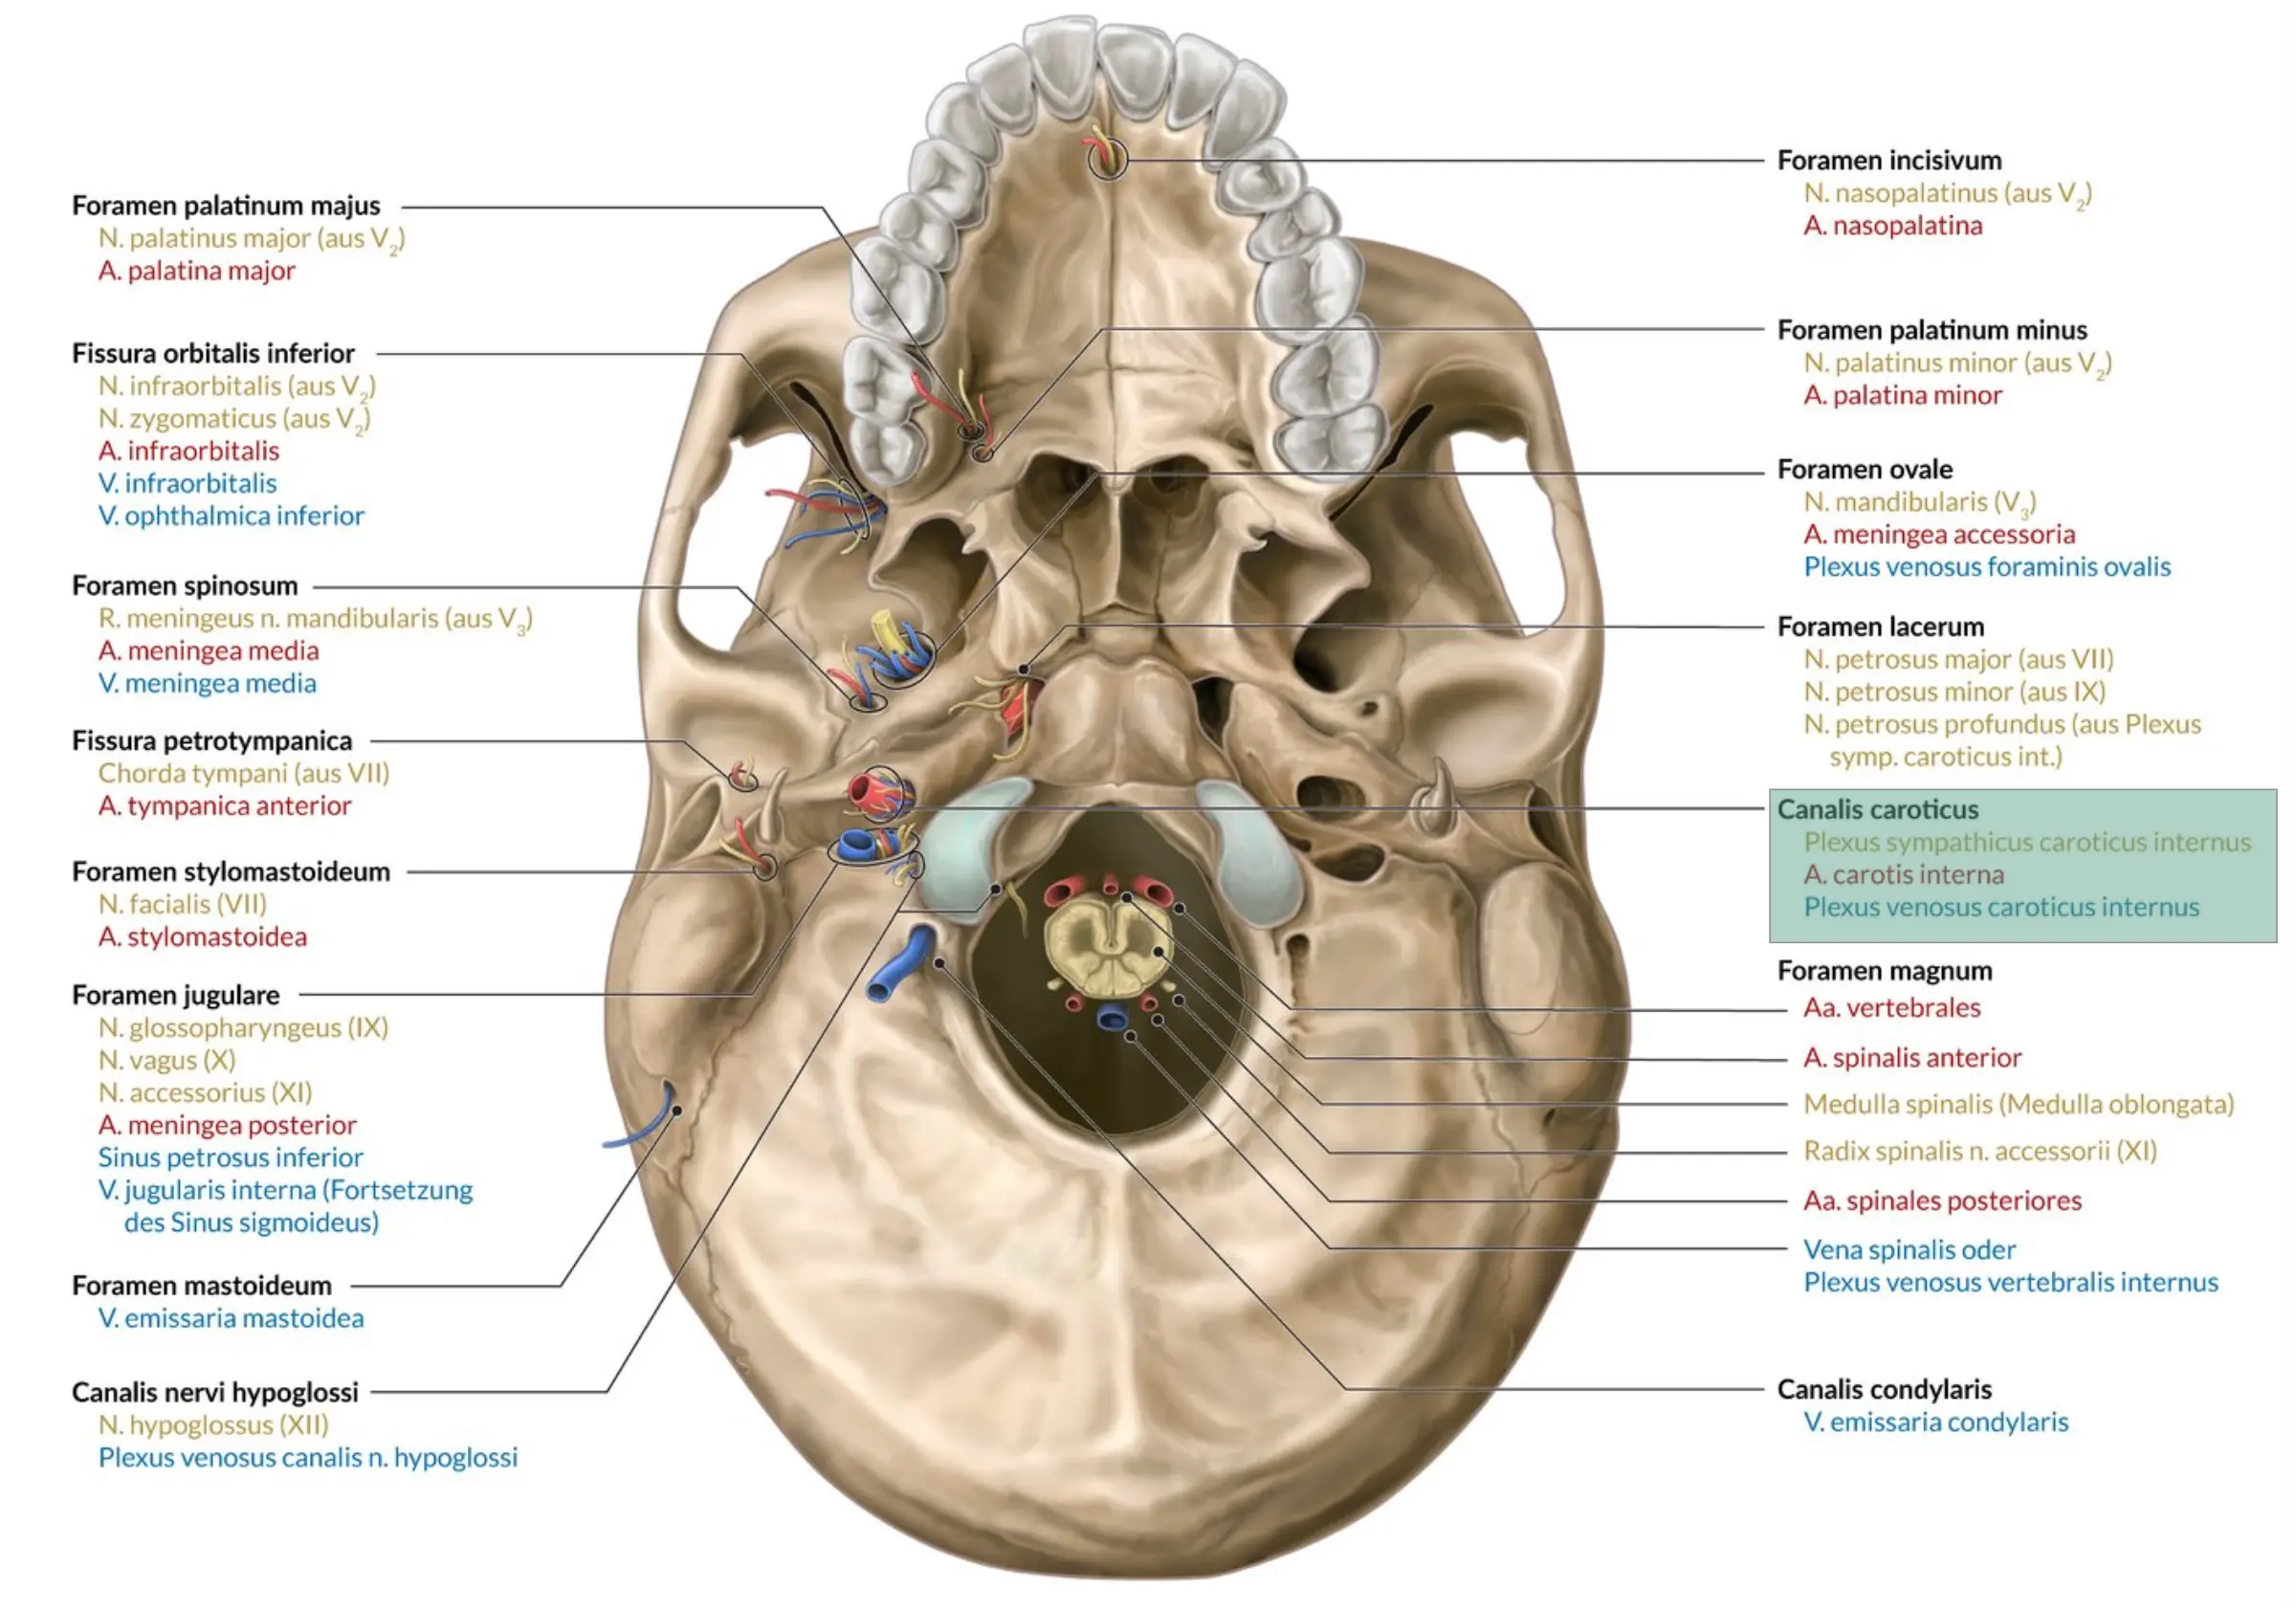 Foramen palatinum majus
N. palatinus major (aus V₂)
A. palatina major
Fissura orbitalis inferior
N. infraorbitalis (aus V₂)
N. zygomaticus (aus V₂)
A. infraorbitalis
V. infraorbitalis
V. ophthalmica inferior
Foramen spinosum
R. meningeus n. mandibularis (aus V₃)
A. meningea media
V. meningea media
Fissura petrotympanica
Chorda tympani (aus VII)
A. tympanica anterior
Foramen stylomastoideum
N. facialis (VII)
A. stylomastoidea
Foramen jugulare
N. glossopharyngeus (IX)
N. vagus (X)
N. accessorius (XI)
A. meningea posterior
Sinus petrosus inferior
V. jugularis interna (Fortsetzung
des Sinus sigmoideus)
Foramen mastoideum
V. emissaria mastoidea
Canalis nervi hypoglossi
N. hypoglossus (XII)
Plexus venosus canalis n. hypoglossi
Foramen incisivum
N. nasopalatinus (aus V₂)
A. nasopalatina
Foramen palatinum minus
N. palatinus minor (aus V₂)
A. palatina minor
Foramen ovale
N. mandibularis (V₃)
A. meningea accessoria
Plexus venosus foraminis ovalis
Foramen lacerum
N. petrosus major (aus VII)
N. petrosus minor (aus IX)
N. petrosus profundus (aus Plexus
symp. caroticus int.)
Canalis caroticus
Plexus sympathicus caroticus internus
A. carotis interna
Plexus venosus caroticus internus
Foramen magnum
Aa. vertebrales
A. spinalis anterior
Medulla spinalis (Medulla oblongata)
Radix spinalis n. accessorii (XI)
Aa. spinales posteriores
Vena spinalis oder
Plexus venosus vertebralis internus
Canalis condylaris
V. emissaria condylaris